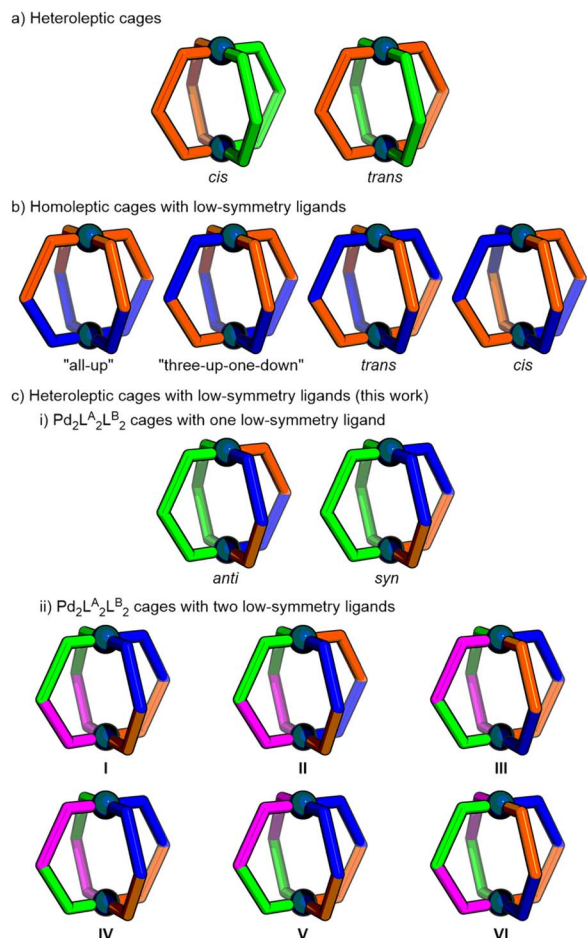 a) Heteroleptic cages
cis trans
b) Homoleptic cages with low-symmetry ligands
"all-up" "three-up-one-down" trans cis
c) Heteroleptic cages with low-symmetry ligands (this work)
i) Pd₂Lᴬ₂Lᴮ₂ cages with one low-symmetry ligand
anti syn
ii) Pd₂Lᴬ₂Lᴮ₂ cages with two low-symmetry ligands
I II III
IV V VI